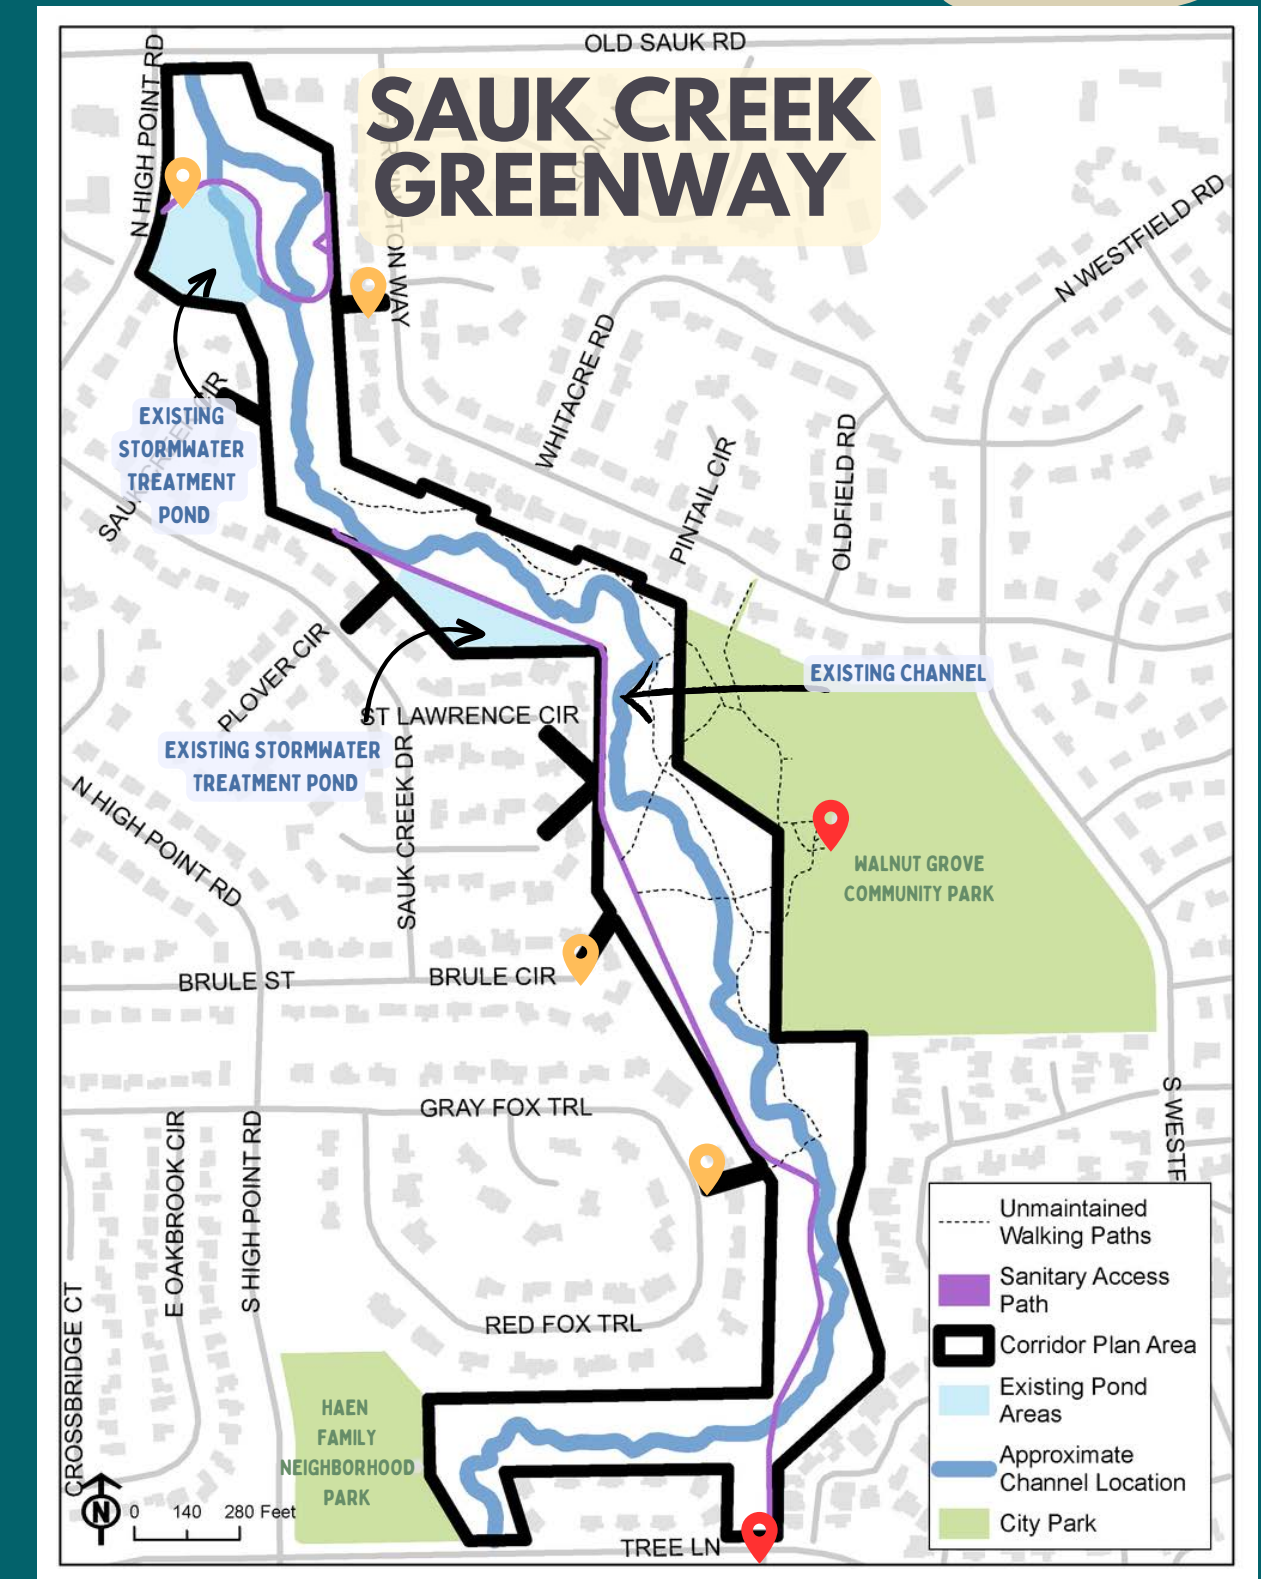 OLD SAUK RD
SAUK CREEK
GREENWAY
N HIGH POINT RD
N WESTFIELD RD
WHITACRE RD
PINTAIL CIR
OLDFIELD RD
EXISTING
STORMWATER
TREATMENT
POND
PLOVER CIR
ST LAWRENCE CIR
EXISTING CHANNEL
EXISTING STORMWATER
TREATMENT POND
N HIGH POINT RD
SAUK CREEK DR
WALNUT GROVE
COMMUNITY PARK
BRULE ST
BRULE CIR
GRAY FOX TRL
E OAKBROOK CIR
S HIGH POINT RD
RED FOX TRL
CROSSBRIDGE CT
HAEN
FAMILY
NEIGHBORHOOD
PARK
S WESTF
N
0 140 280 Feet
TREE LN
Unmaintained
Walking Paths
Sanitary Access
Path
Corridor Plan Area
Existing Pond
Areas
Approximate
Channel Location
City Park